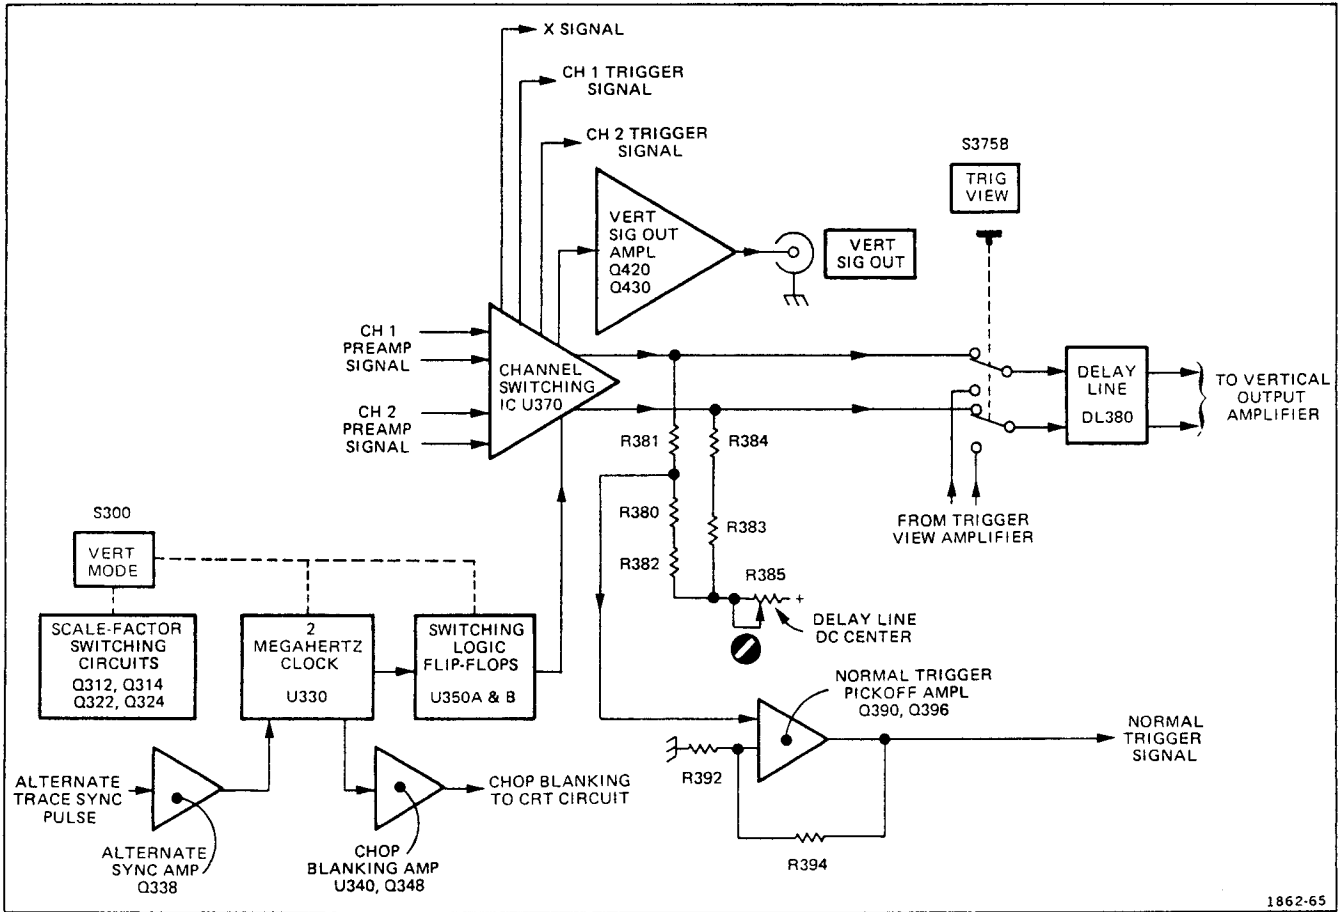 X SIGNAL
CH 1 TRIGGER
SIGNAL
CH 2 TRIGGER
SIGNAL
S375B
TRIG
VIEW
VERT
SIG OUT
AMPL
Q420
Q430
VERT
SIG OUT
CH 1
PREAMP
SIGNAL
CH 2
PREAMP
SIGNAL
CHANNEL
SWITCHING
IC U370
DELAY
LINE
DL380
TO VERTICAL
OUTPUT
AMPLIFIER
R381
R384
R380
R383
R382
R385
+
DELAY LINE
DC CENTER
FROM TRIGGER
VIEW AMPLIFIER
S300
VERT
MODE
SCALE-FACTOR
SWITCHING
CIRCUITS
Q312, Q314
Q322, Q324
2
MEGAHERTZ
CLOCK
U330
SWITCHING
LOGIC
FLIP-FLOPS
U350A & B
NORMAL TRIGGER
PICKOFF AMPL
Q390, Q396
NORMAL
TRIGGER
SIGNAL
R392
R394
ALTERNATE
TRACE SYNC
PULSE
ALTERNATE
SYNC AMP
Q338
CHOP BLANKING
TO CRT CIRCUIT
CHOP
BLANKING AMP
U340, Q348
1862-65